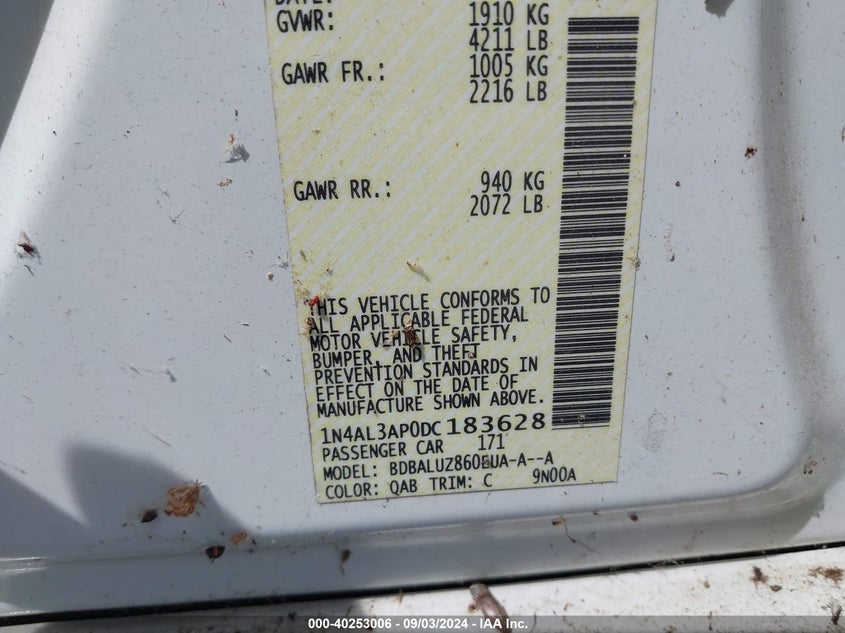 GVWR: 1910 KG
4211 LB
GAWR FR.: 1005 KG
2216 LB
GAWR RR.: 940 KG
2072 LB
THIS VEHICLE CONFORMS TO
ALL APPLICABLE FEDERAL
MOTOR VEHICLE SAFETY,
BUMPER, AND THEFT
PREVENTION STANDARDS IN
EFFECT ON THE DATE OF
MANUFACTURE SHOWN ABOVE.
1N4AL3AP0DC183628
PASSENGER CAR 171
MODEL: BDBALUZ860EUA-A--A
COLOR: QAB TRIM: C 9N00A
000-40253006 - 09/03/2024 - IAA Inc.